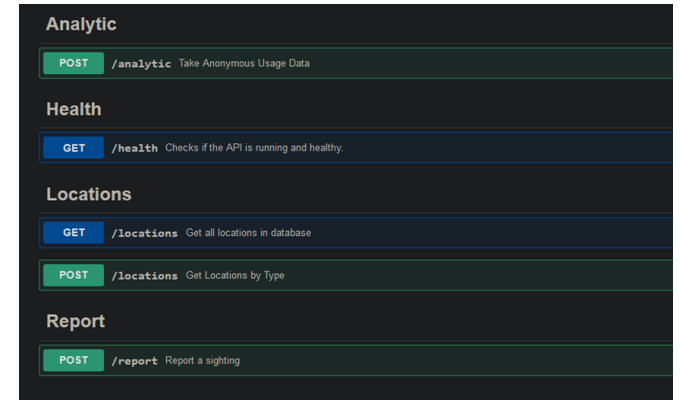 Analytic
POST /analytic Take Anonymous Usage Data
Health
GET /health Checks if the API is running and healthy.
Locations
GET /locations Get all locations in database
POST /locations Get Locations by Type
Report
POST /report Report a sighting